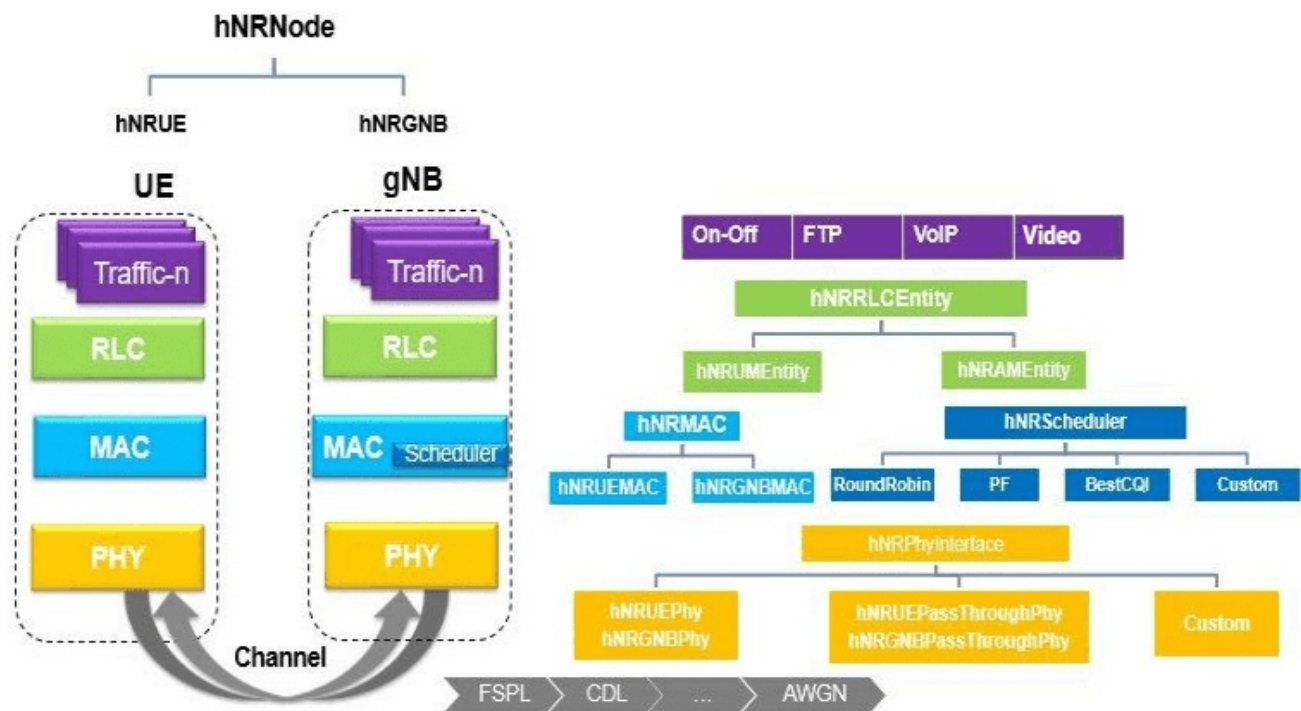 hNRNode
hNRUE
hNRGNB
UE
gNB
Traffic-n
Traffic-n
RLC
RLC
MAC
MAC
Scheduler
PHY
PHY
Channel
On-Off
FTP
VoIP
Video
hNRRLCEntity
hNRUMEntity
hNRAMEntity
hNRMAC
hNRUEMAC
hNRGNBMAC
hNRScheduler
RoundRobin
PF
BestCQI
Custom
hNRPhyInterface
hNRUEPhy
hNRGNBPhy
hNRUEPassThroughPhy
hNRGNBPassThroughPhy
Custom
FSPL
CDL
...
AWGN